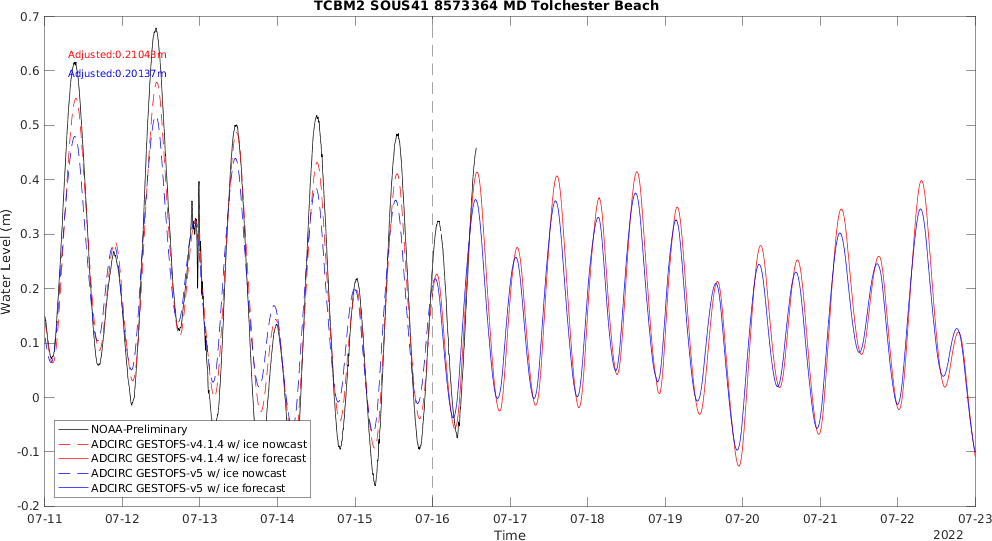 TCBM2 SOUS41 8573364 MD Tolchester Beach
0.7
0.6
0.5
0.4
0.3
0.2
0.1
0
-0.1
-0.2
Water Level (m)
Adjusted:0.21043m
Adjusted:0.20137m
NOAA-Preliminary
ADCIRC GESTOFS-v4.1.4 w/ ice nowcast
ADCIRC GESTOFS-v4.1.4 w/ ice forecast
ADCIRC GESTOFS-v5 w/ ice nowcast
ADCIRC GESTOFS-v5 w/ ice forecast
07-11 07-12 07-13 07-14 07-15 07-16 07-17 07-18 07-19 07-20 07-21 07-22 07-23
Time
2022